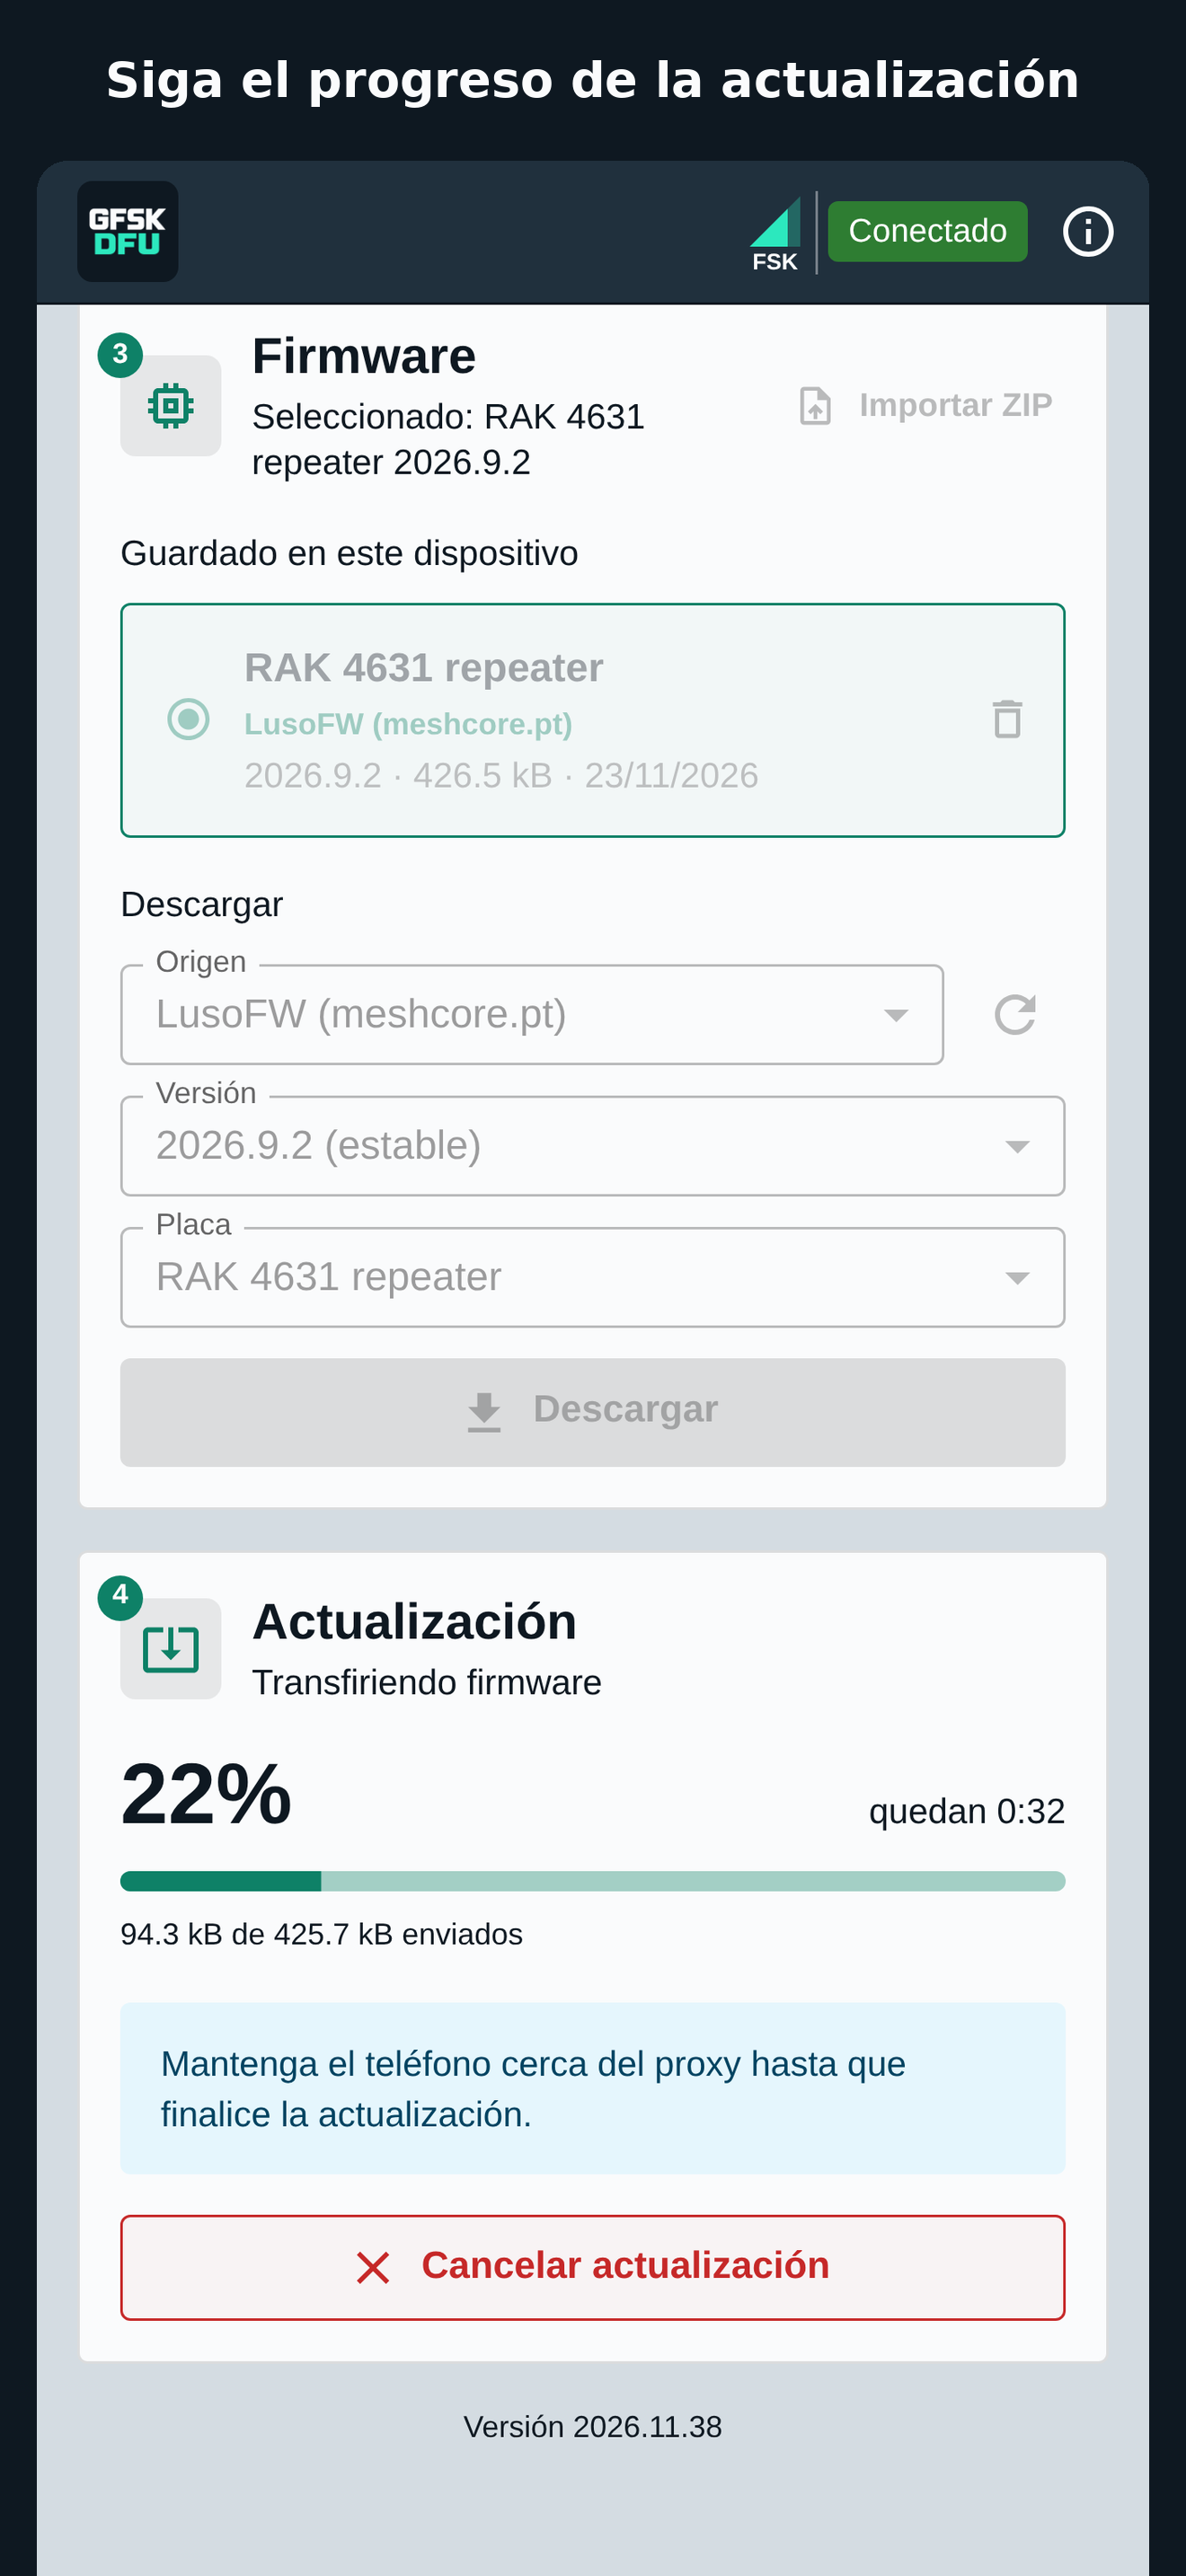 Siga el progreso de la actualización
GFSK
DFU
FSK
Conectado
3
Firmware
Seleccionado: RAK 4631
repeater 2026.9.2
Importar ZIP
Guardado en este dispositivo
RAK 4631 repeater
LusoFW (meshcore.pt)
2026.9.2 · 426.5 kB · 23/11/2026
Descargar
Origen
LusoFW (meshcore.pt)
Versión
2026.9.2 (estable)
Placa
RAK 4631 repeater
Descargar
4
Actualización
Transfiriendo firmware
22%
quedan 0:32
94.3 kB de 425.7 kB enviados
Mantenga el teléfono cerca del proxy hasta que
finalice la actualización.
Cancelar actualización
Versión 2026.11.38